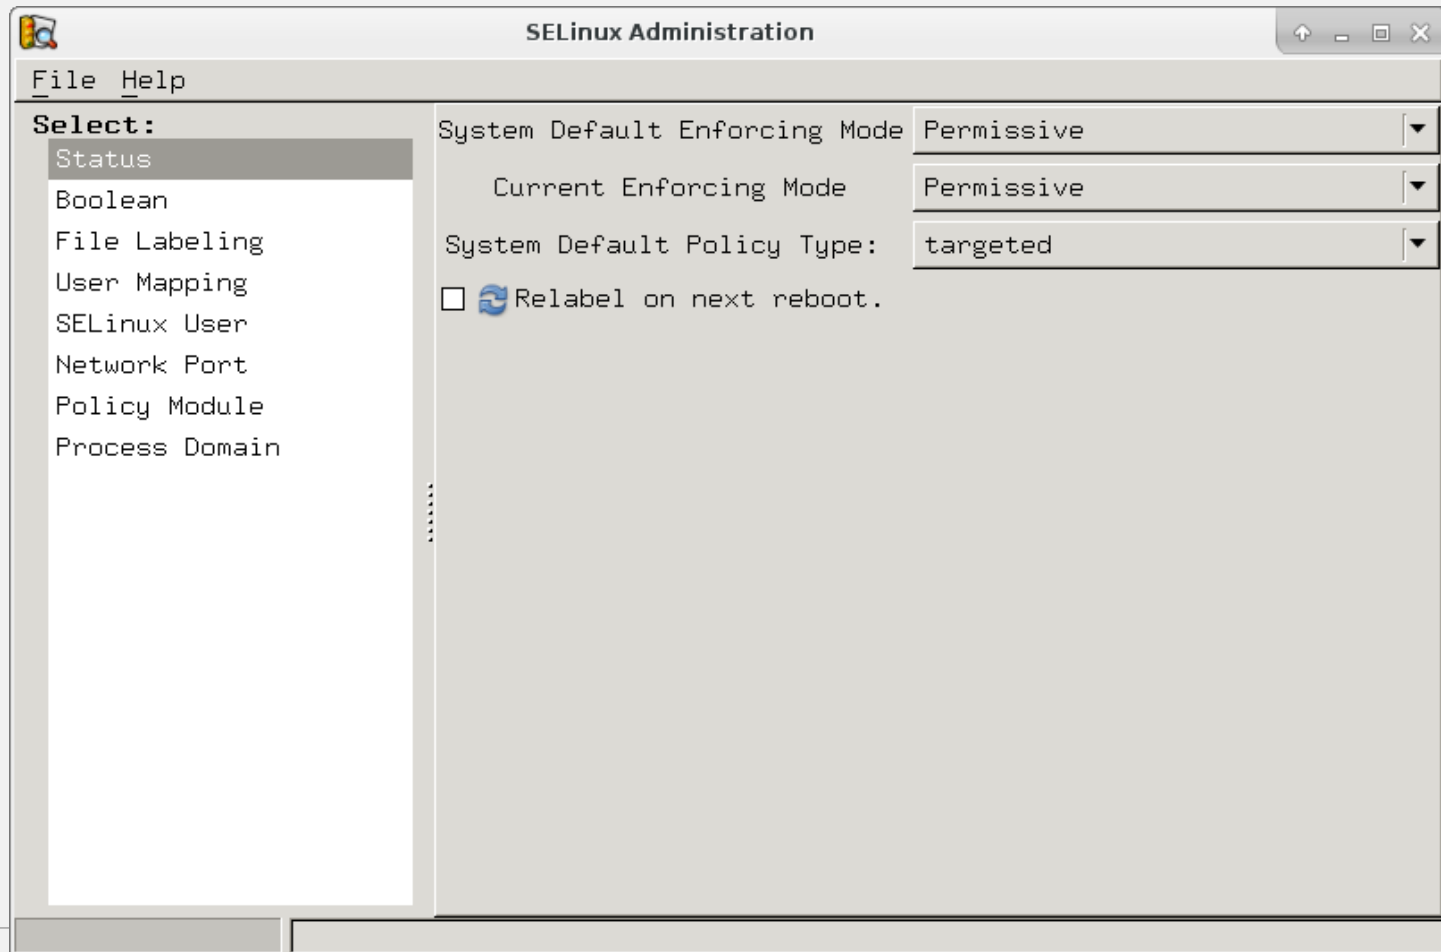 SELinux Administration
File Help
Select:
Status
Boolean
File Labeling
User Mapping
SELinux User
Network Port
Policy Module
Process Domain
System Default Enforcing Mode Permissive
Current Enforcing Mode Permissive
System Default Policy Type: targeted
Relabel on next reboot.